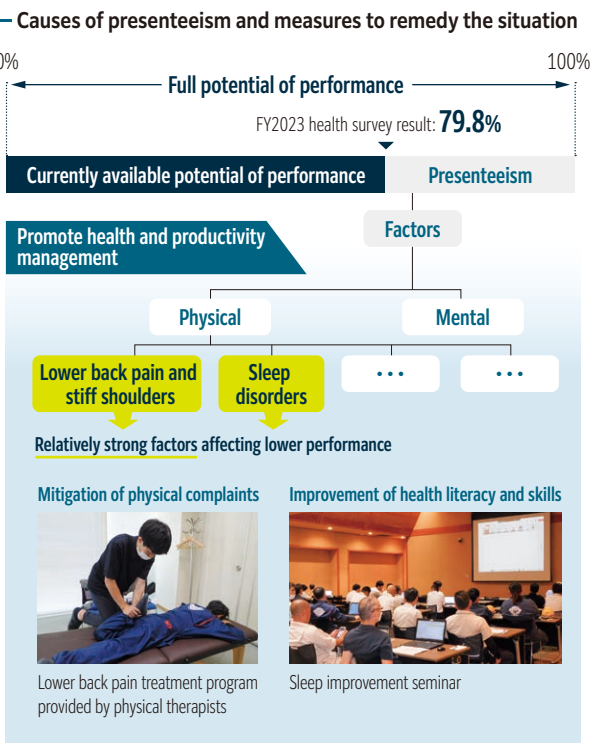 Causes of presenteeism and measures to remedy the situation
0%
100%
Full potential of performance
FY2023 health survey result: 79.8%
Currently available potential of performance
Presenteeism
Factors
Promote health and productivity
management
Physical
Mental
Lower back pain and
stiff shoulders
Sleep
disorders
...
...
Relatively strong factors affecting lower performance
Mitigation of physical complaints
Improvement of health literacy and skills
Lower back pain treatment program
provided by physical therapists
Sleep improvement seminar